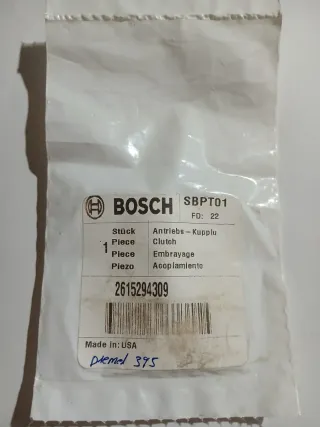 BOSCH SBPT01
FD: 22
Stück Antriebs-Kupplu
1 Piece Clutch
Piece Embrayage
Piezo Acoplamiento
2615294309
Made in: USA
Dremel 395